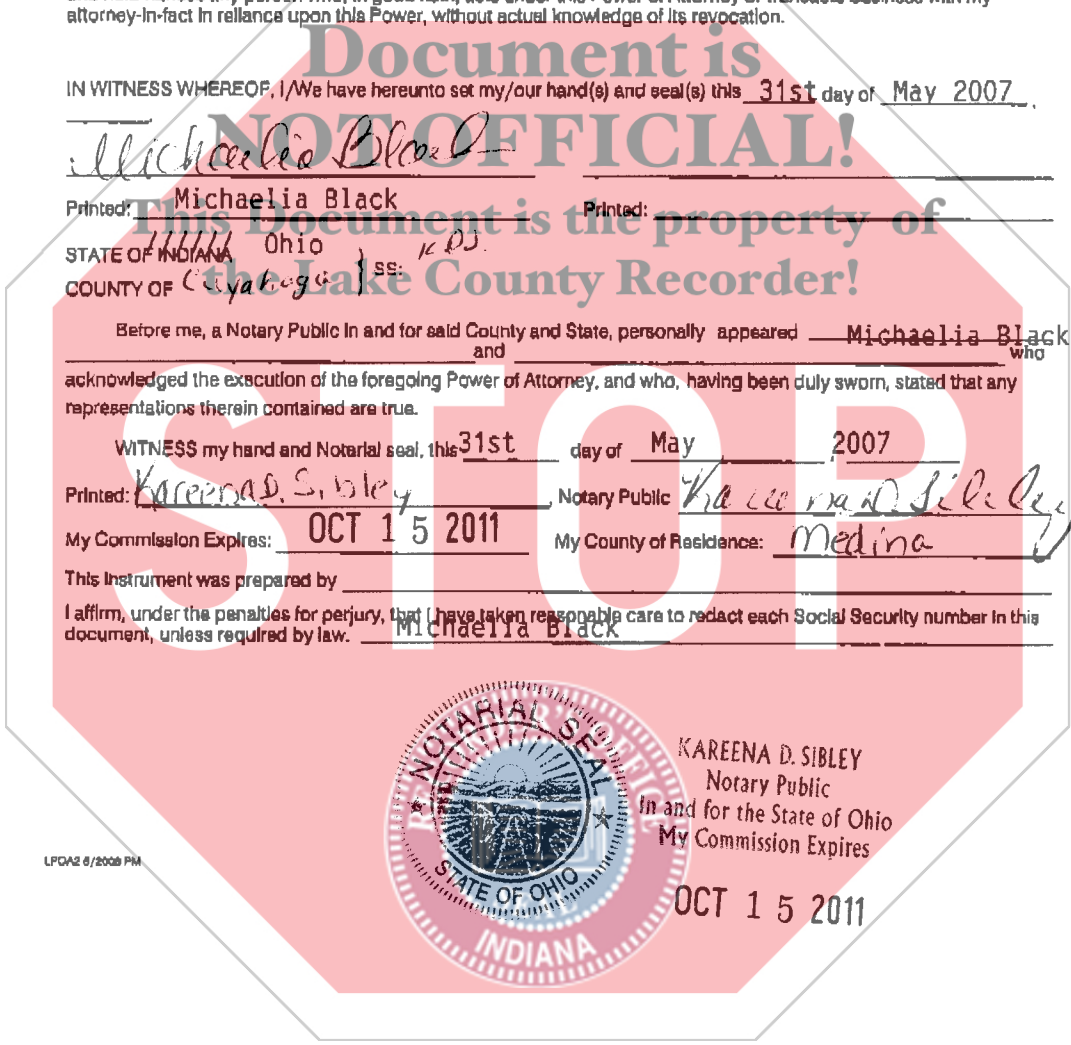 attorney-in-fact in reliance upon this Power, without actual knowledge of its revocation.
Document is
IN WITNESS WHEREOF, I/We have hereunto set my/our hand(s) and seal(s) this 31st day of May 2007,
NOT OFFICIAL!
Michaelia Black
Printed: Michaelia Black Printed:
This Document is the property of
STATE OF INDIANA Ohio K.D.S.
the Lake County Recorder!
COUNTY OF Cuyahoga } SS:
Before me, a Notary Public in and for said County and State, personally appeared Michaelia Black
and who
acknowledged the execution of the foregoing Power of Attorney, and who, having been duly sworn, stated that any
representations therein contained are true.
STOP
WITNESS my hand and Notarial seal, this 31st day of May 2007
Printed: Kareena D. Sibley, Notary Public Kareena D. Sibley
My Commission Expires: OCT 15 2011 My County of Residence: Medina
This instrument was prepared by
I affirm, under the penalties for perjury, that I have taken reasonable care to redact each Social Security number in this
document, unless required by law. Michaelia Black
NOTARIAL SEAL
STATE OF OHIO
RECORDER'S OFFICE
INDIANA
KAREENA D. SIBLEY
Notary Public
In and for the State of Ohio
My Commission Expires
OCT 15 2011
LPOA2 6/2006 PM